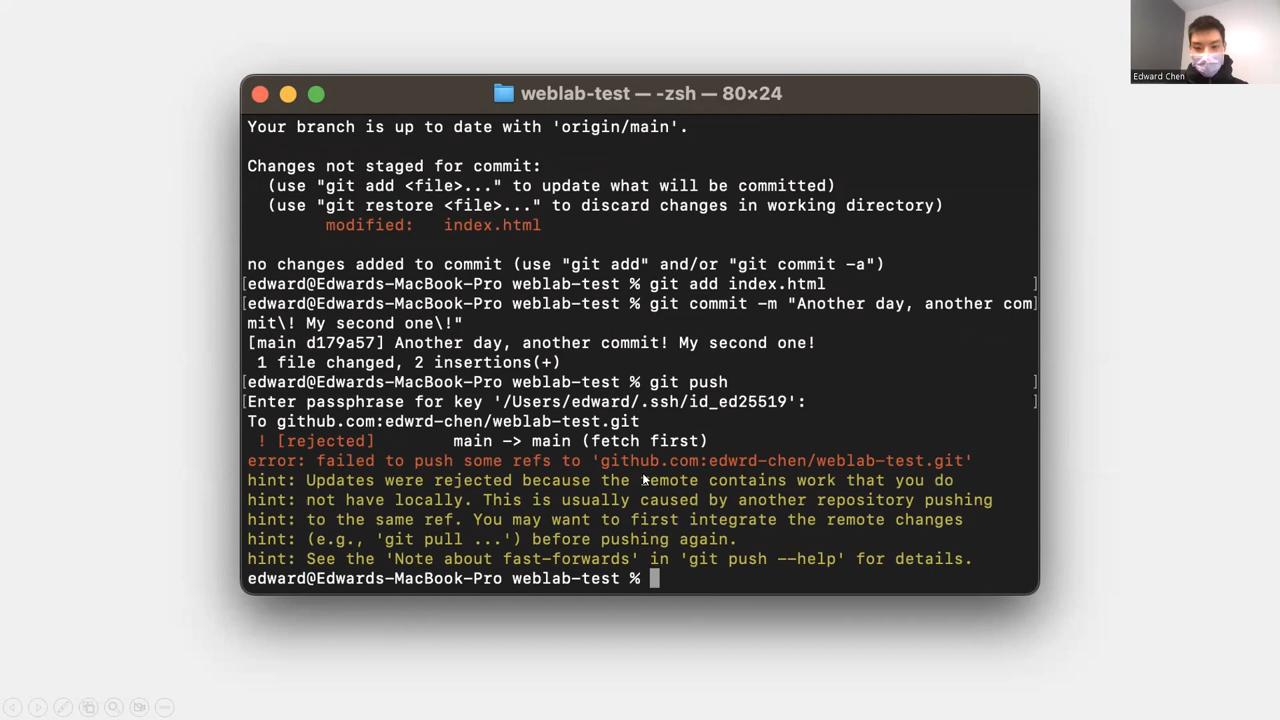 Edward Chen
weblab-test — -zsh — 80×24
Your branch is up to date with 'origin/main'.
Changes not staged for commit:
  (use "git add <file>..." to update what will be committed)
  (use "git restore <file>..." to discard changes in working directory)
        modified:   index.html
no changes added to commit (use "git add" and/or "git commit -a")
[edward@Edwards-MacBook-Pro weblab-test % git add index.html ]
[edward@Edwards-MacBook-Pro weblab-test % git commit -m "Another day, another com]
mit\! My second one\!"
[main d179a57] Another day, another commit! My second one!
 1 file changed, 2 insertions(+)
[edward@Edwards-MacBook-Pro weblab-test % git push ]
[Enter passphrase for key '/Users/edward/.ssh/id_ed25519': ]
To github.com:edwrd-chen/weblab-test.git
 ! [rejected]        main -> main (fetch first)
error: failed to push some refs to 'github.com:edwrd-chen/weblab-test.git'
hint: Updates were rejected because the remote contains work that you do
hint: not have locally. This is usually caused by another repository pushing
hint: to the same ref. You may want to first integrate the remote changes
hint: (e.g., 'git pull ...') before pushing again.
hint: See the 'Note about fast-forwards' in 'git push --help' for details.
edward@Edwards-MacBook-Pro weblab-test %